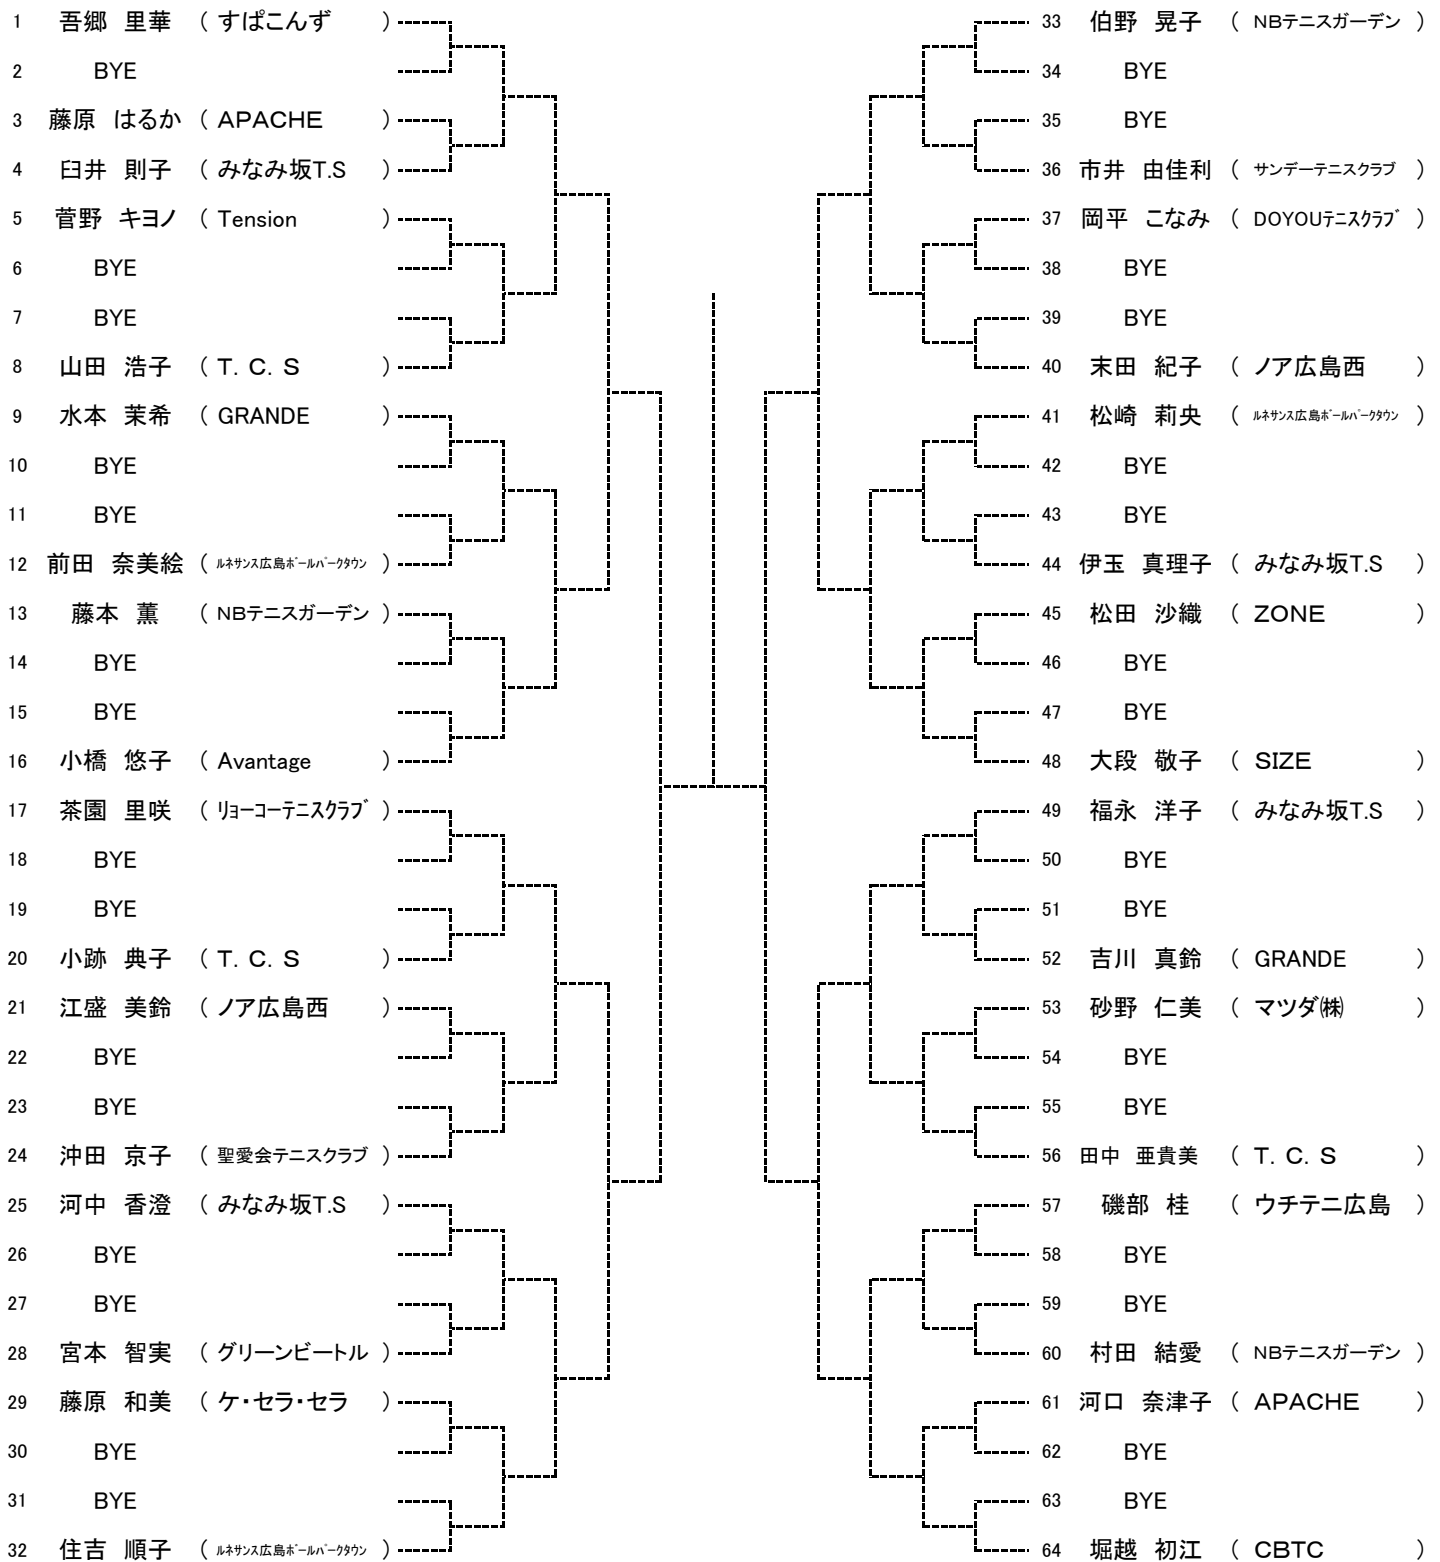 1 吾郷 里華 ( すぱこんず )
2 BYE
3 藤原 はるか ( APACHE )
4 臼井 則子 ( みなみ坂T.S )
5 菅野 キヨノ ( Tension )
6 BYE
7 BYE
8 山田 浩子 ( T. C. S )
9 水本 茉希 ( GRANDE )
10 BYE
11 BYE
12 前田 奈美絵 ( ﾙﾈｻﾝｽ広島ﾎﾞｰﾙﾊﾟｰｸﾀｳﾝ )
13 藤本 薫 ( NBテニスガーデン )
14 BYE
15 BYE
16 小橋 悠子 ( Avantage )
17 茶園 里咲 ( ﾘｮｰｺｰﾃﾆｽｸﾗﾌﾞ )
18 BYE
19 BYE
20 小跡 典子 ( T. C. S )
21 江盛 美鈴 ( ノア広島西 )
22 BYE
23 BYE
24 沖田 京子 ( 聖愛会テニスクラブ )
25 河中 香澄 ( みなみ坂T.S )
26 BYE
27 BYE
28 宮本 智実 ( グリーンビートル )
29 藤原 和美 ( ケ・セラ・セラ )
30 BYE
31 BYE
32 住吉 順子 ( ﾙﾈｻﾝｽ広島ﾎﾞｰﾙﾊﾟｰｸﾀｳﾝ )
33 伯野 晃子 ( NBテニスガーデン )
34 BYE
35 BYE
36 市井 由佳利 ( サンデーテニスクラブ )
37 岡平 こなみ ( DOYOUﾃﾆｽｸﾗﾌﾞ )
38 BYE
39 BYE
40 末田 紀子 ( ノア広島西 )
41 松崎 莉央 ( ﾙﾈｻﾝｽ広島ﾎﾞｰﾙﾊﾟｰｸﾀｳﾝ )
42 BYE
43 BYE
44 伊玉 真理子 ( みなみ坂T.S )
45 松田 沙織 ( ZONE )
46 BYE
47 BYE
48 大段 敬子 ( SIZE )
49 福永 洋子 ( みなみ坂T.S )
50 BYE
51 BYE
52 吉川 真鈴 ( GRANDE )
53 砂野 仁美 ( マツダ㈱ )
54 BYE
55 BYE
56 田中 亜貴美 ( T. C. S )
57 磯部 桂 ( ウチテニ広島 )
58 BYE
59 BYE
60 村田 結愛 ( NBテニスガーデン )
61 河口 奈津子 ( APACHE )
62 BYE
63 BYE
64 堀越 初江 ( CBTC )